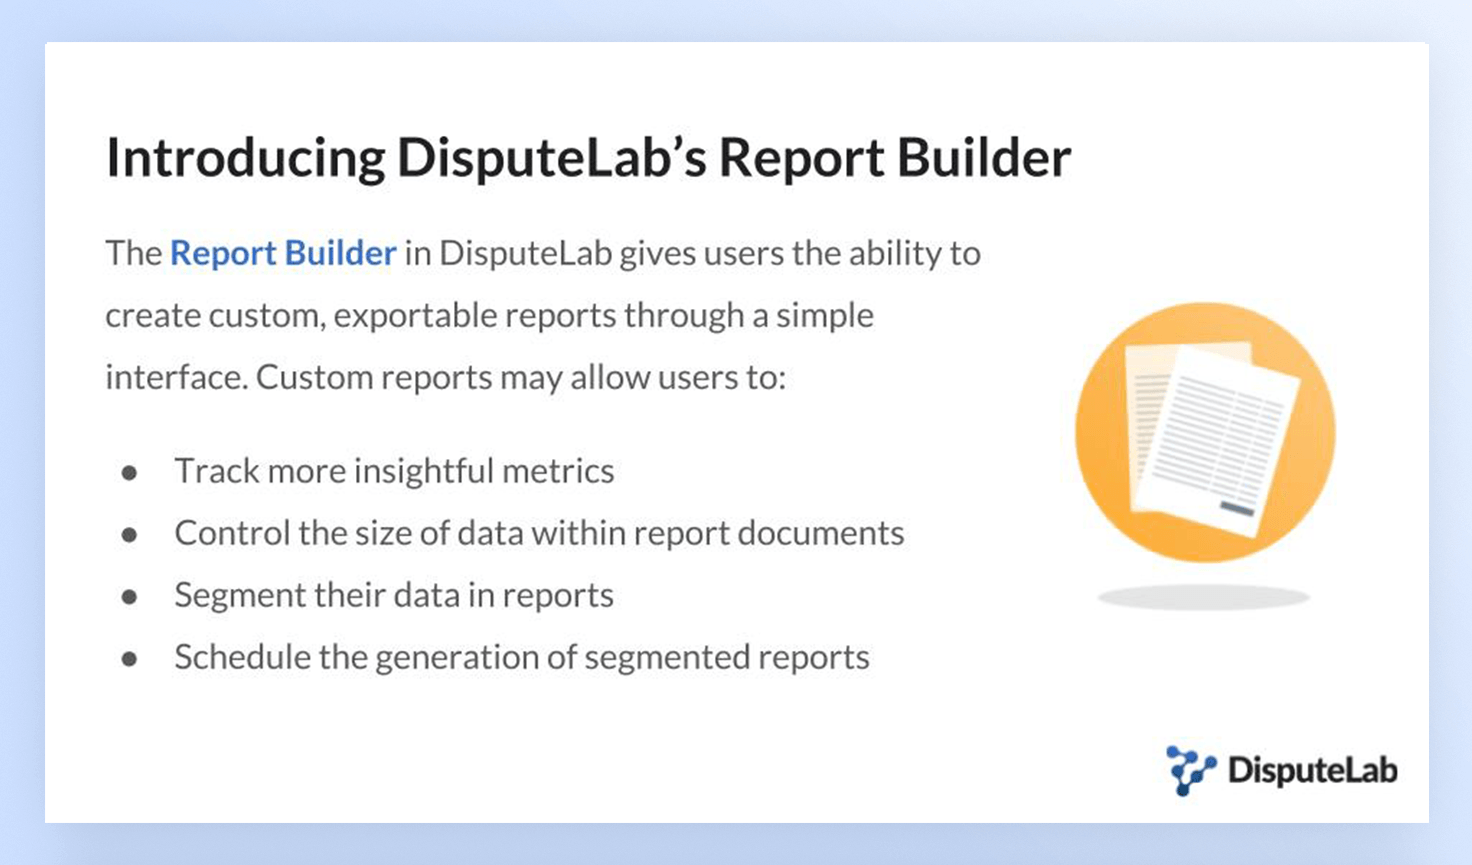 Introducing DisputeLab’s Report Builder
The Report Builder in DisputeLab gives users the ability to
create custom, exportable reports through a simple
interface. Custom reports may allow users to:
● Track more insightful metrics
● Control the size of data within report documents
● Segment their data in reports
● Schedule the generation of segmented reports
DisputeLab